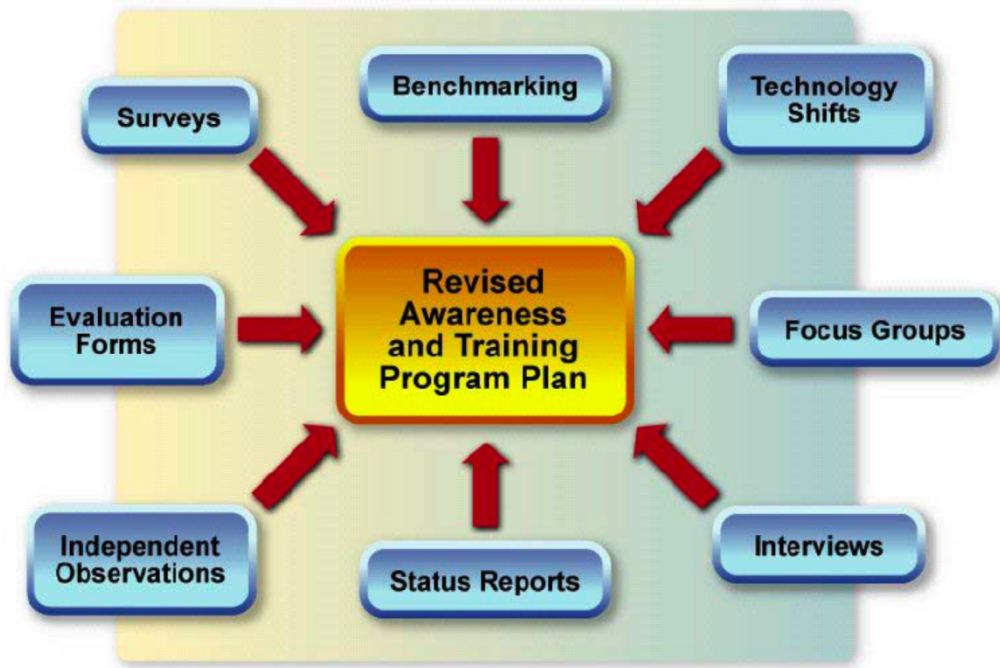 Surveys
Benchmarking
Technology
Shifts
Evaluation
Forms
Revised
Awareness
and Training
Program Plan
Focus Groups
Independent
Observations
Status Reports
Interviews